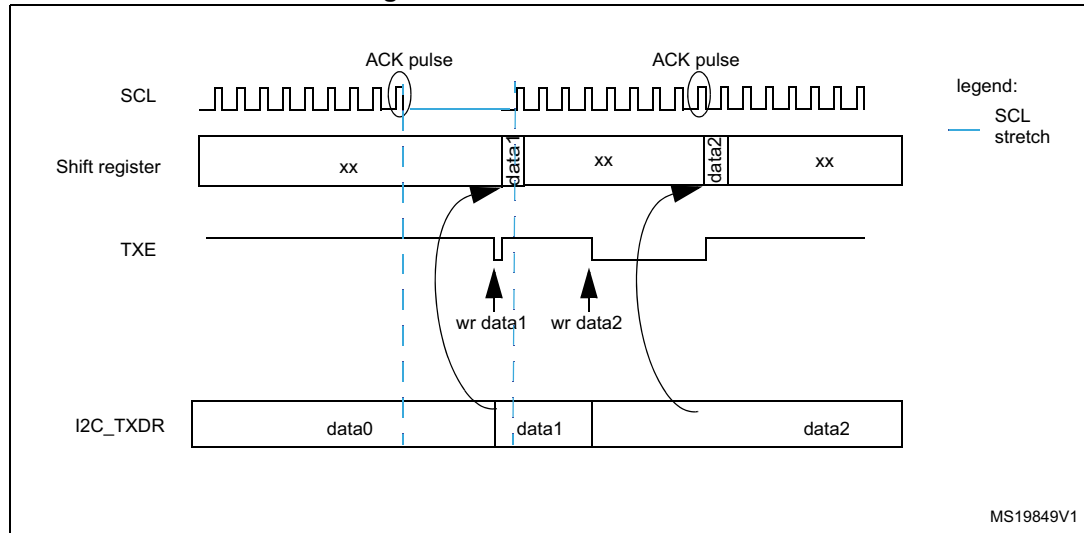 ACK pulse
ACK pulse
legend:
SCL
SCL
stretch
Shift register
xx
data1
xx
data2
xx
TXE
wr data1
wr data2
I2C_TXDR
data0
data1
data2
MS19849V1